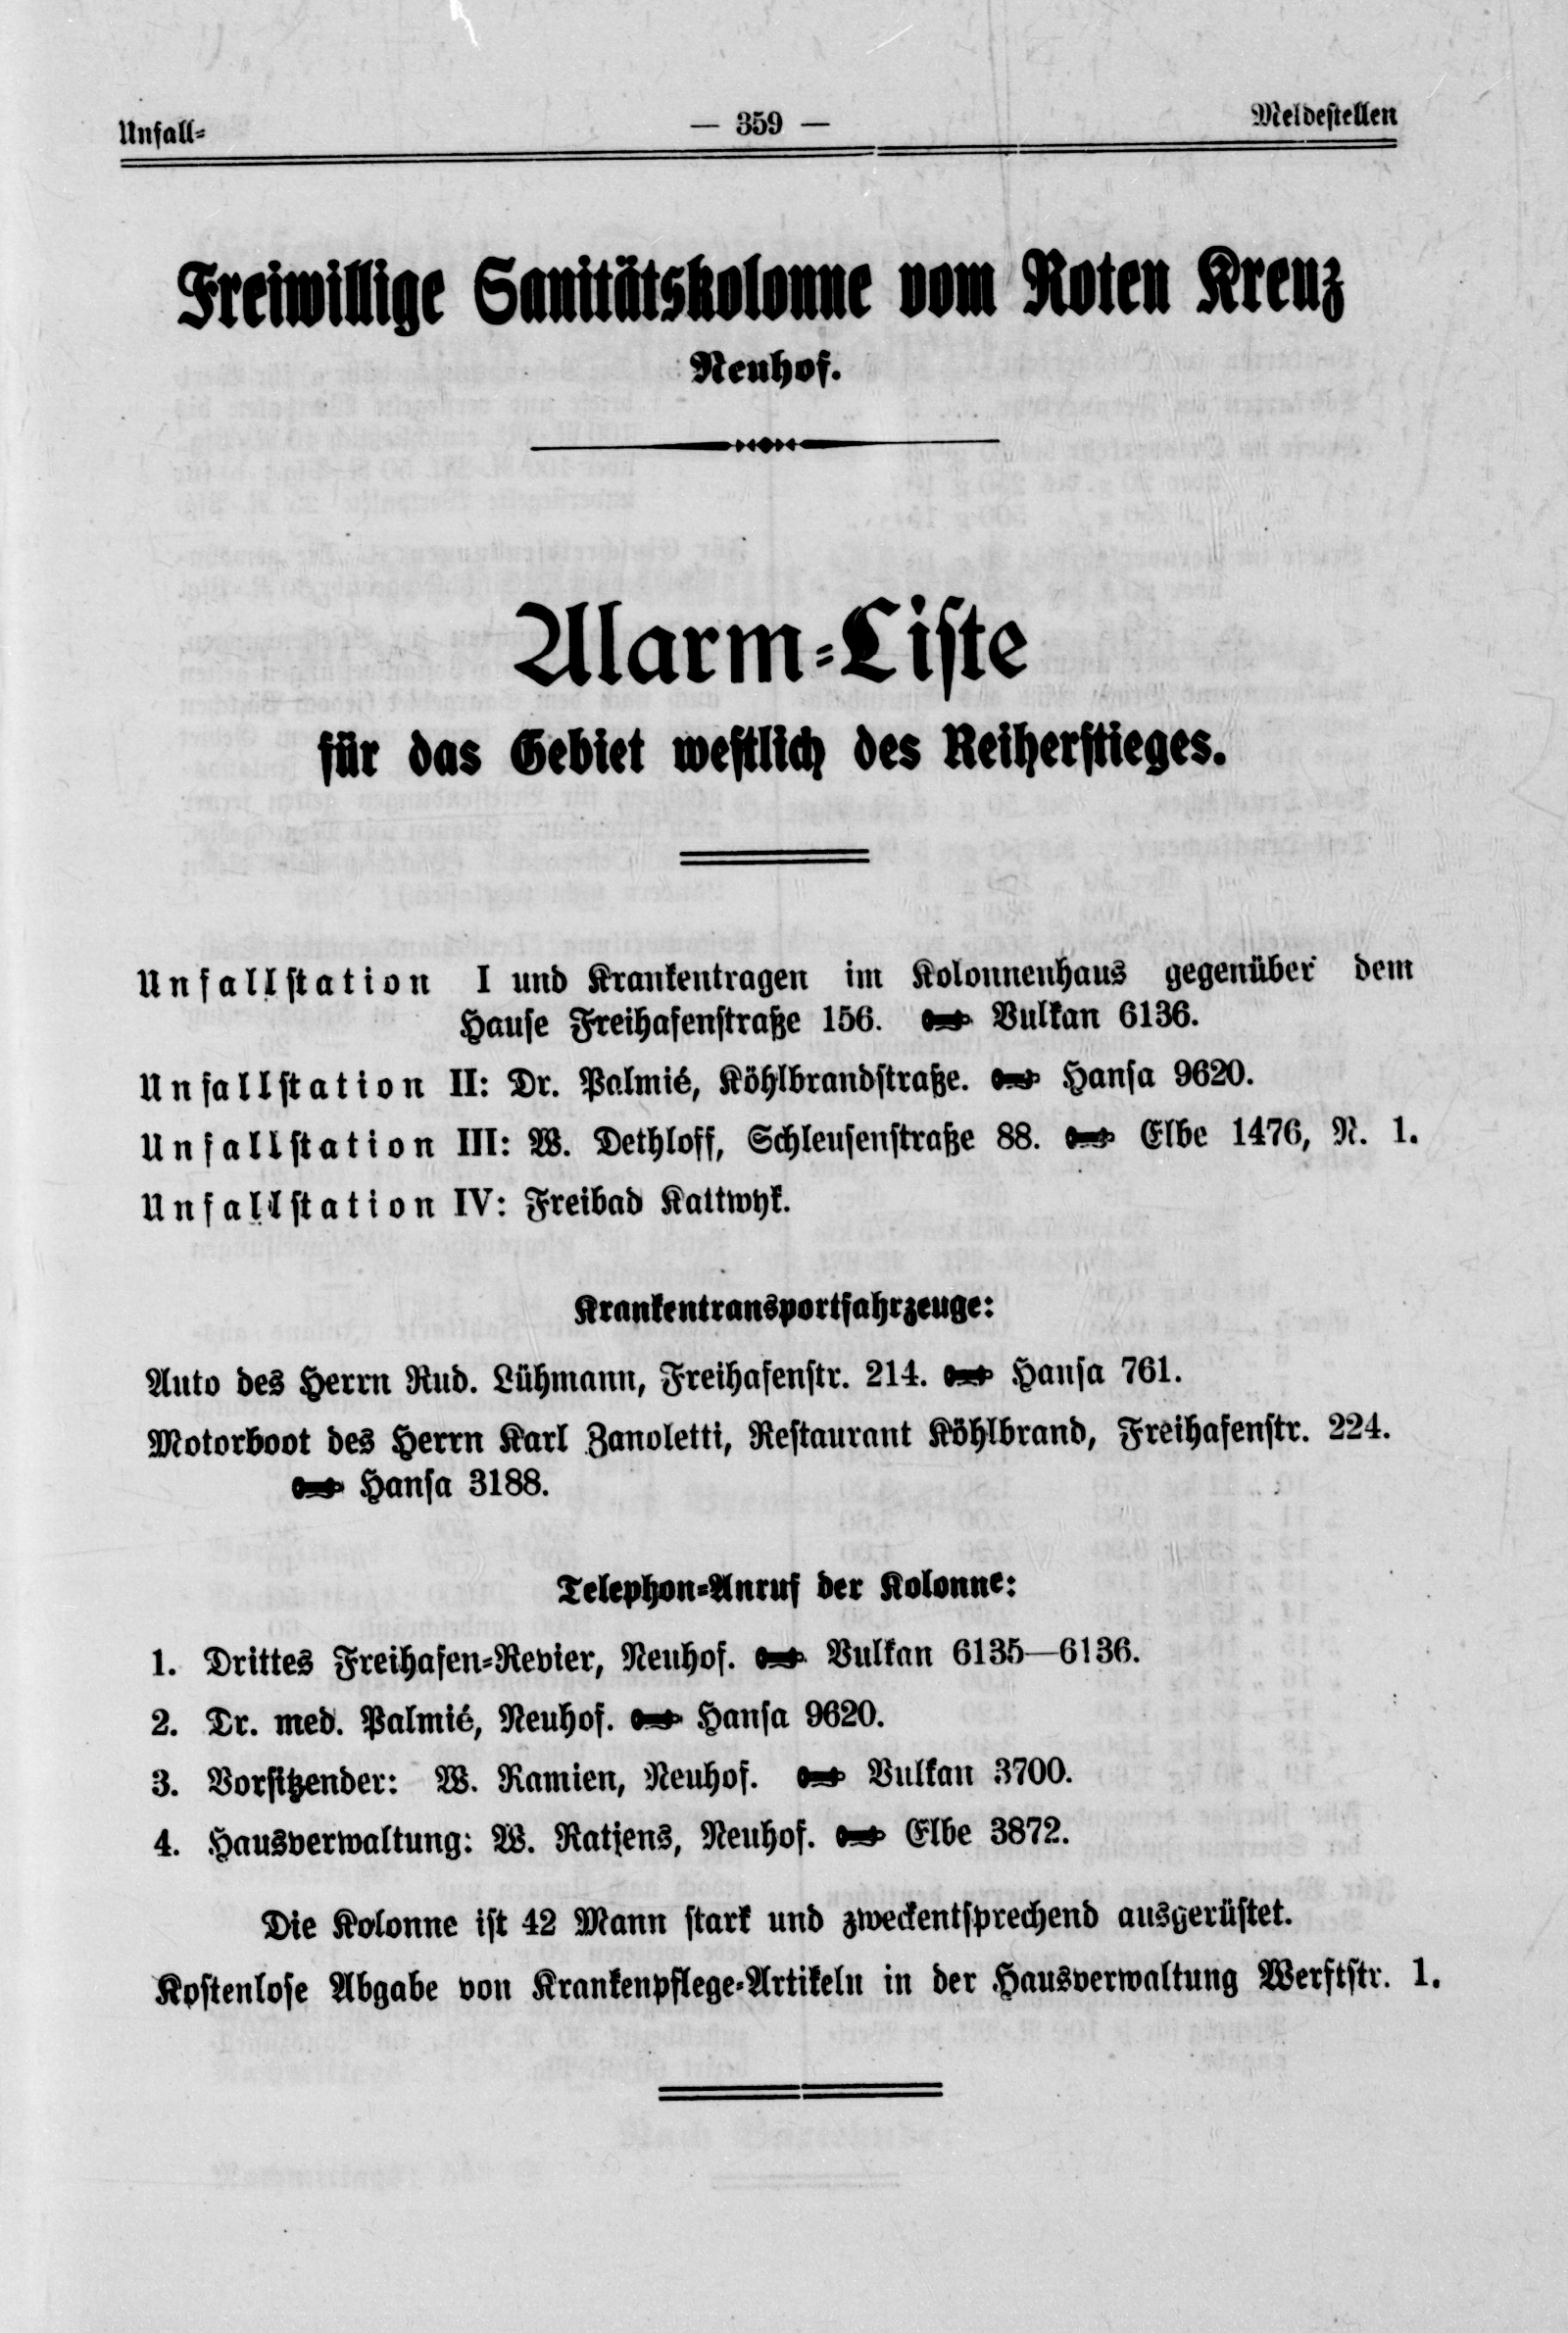 Unfall-
— 359 —
Meldestellen
Freiwillige Sanitätskolonne vom Roten Kreuz
Neuhof.
Alarm-Liste
für das Gebiet westlich des Reiherstieges.
Unfallstation I und Krankentragen im Kolonnenhaus gegenüber dem
Hause Freihafenstraße 156. Vulkan 6136.
Unfallstation II: Dr. Palmié, Köhlbrandstraße. Hansa 9620.
Unfallstation III: W. Dethloff, Schleusenstraße 88. Elbe 1476, N. 1.
Unfallstation IV: Freibad Kattwyk.
Krankentransportfahrzeuge:
Auto des Herrn Rud. Lühmann, Freihafenstr. 214. Hansa 761.
Motorboot des Herrn Karl Zanoletti, Restaurant Köhlbrand, Freihafenstr. 224.
Hansa 3188.
Telephon-Anruf der Kolonne:
1. Drittes Freihafen-Revier, Neuhof. Vulkan 6135—6136.
2. Dr. med. Palmié, Neuhof. Hansa 9620.
3. Vorsitzender: W. Ramien, Neuhof. Vulkan 3700.
4. Hausverwaltung: W. Ratjens, Neuhof. Elbe 3872.
Die Kolonne ist 42 Mann stark und zweckentsprechend ausgerüstet.
Kostenlose Abgabe von Krankenpflege-Artikeln in der Hausverwaltung Werftstr. 1.